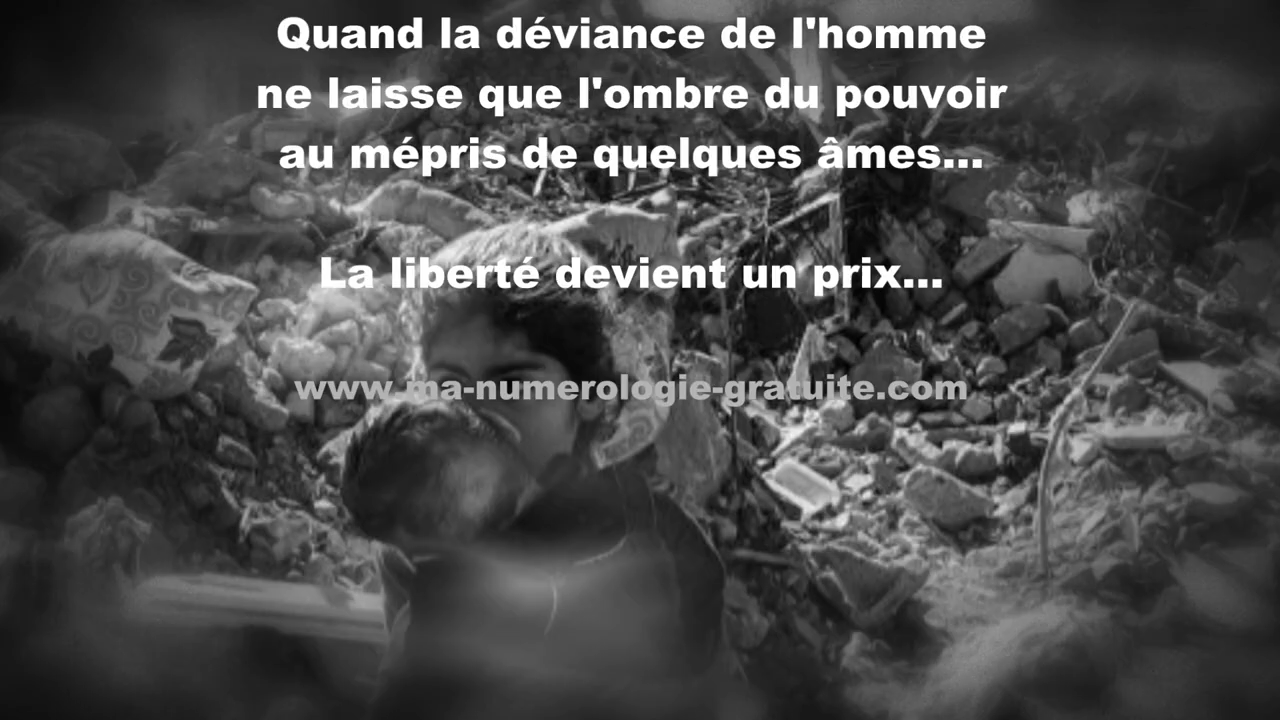 Quand la déviance de l'homme
ne laisse que l'ombre du pouvoir
au mépris de quelques âmes...
La liberté devient un prix...
www.ma-numerologie-gratuite.com